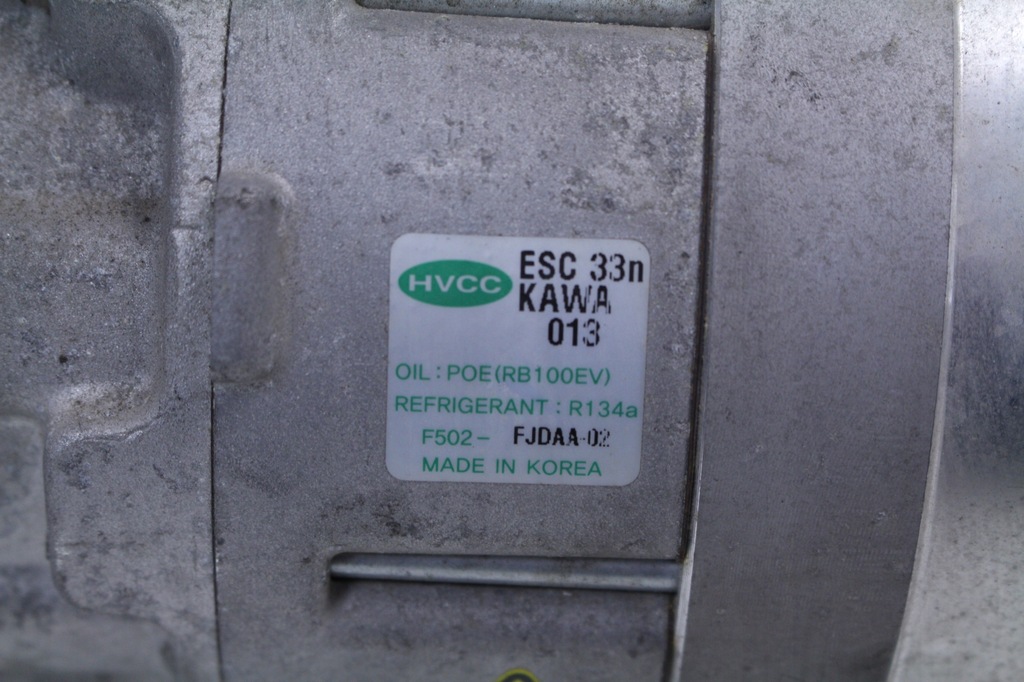 HVCC
ESC 33n
KAWA
013
OIL : POE(RB100EV)
REFRIGERANT : R134a
F502- FJDAA-02
MADE IN KOREA